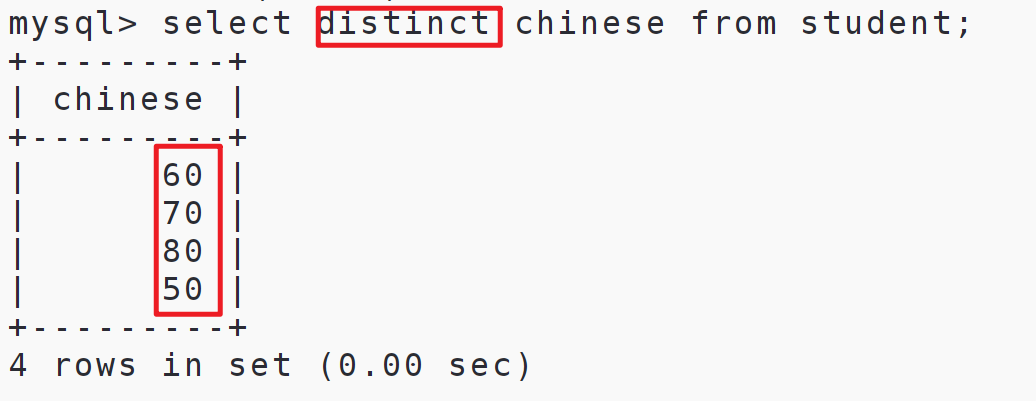 mysql> select distinct chinese from student;
+---------+
| chinese |
+---------+
|      60 |
|      70 |
|      80 |
|      50 |
+---------+
4 rows in set (0.00 sec)